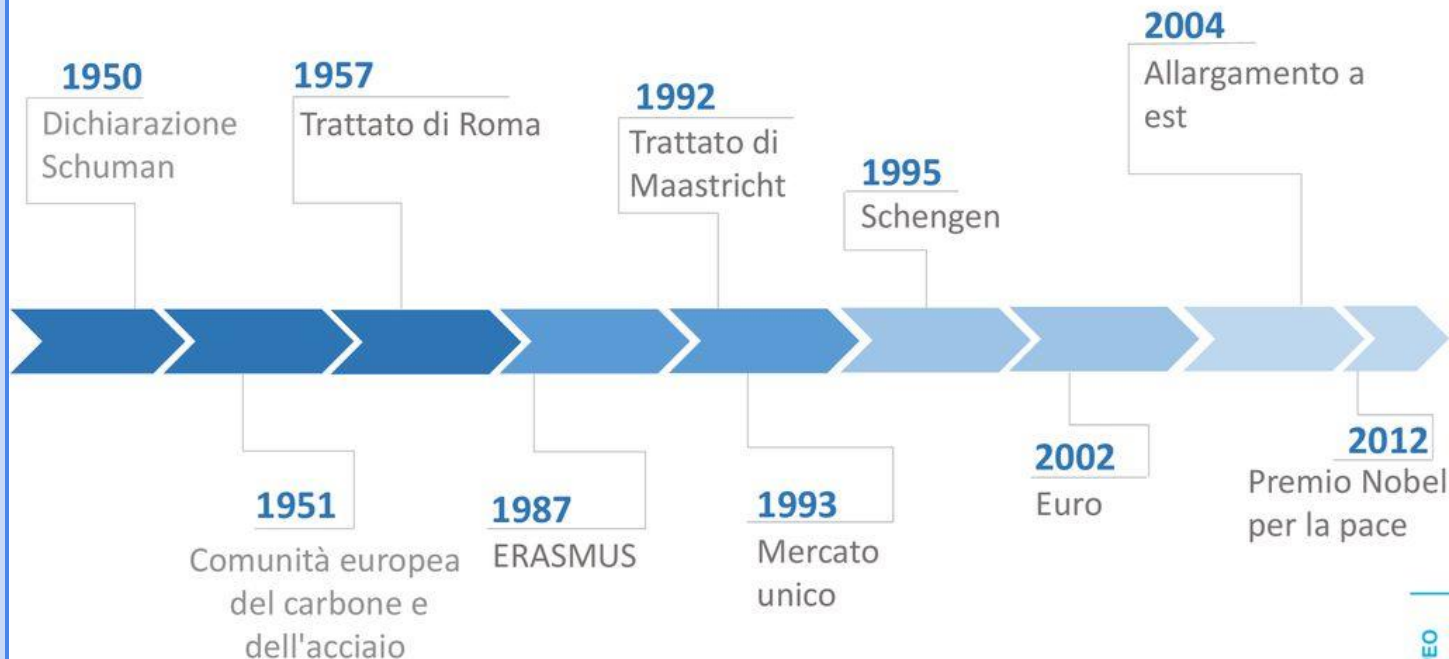 1950
Dichiarazione
Schuman
1951
Comunità europea
del carbone e
dell'acciaio
1957
Trattato di Roma
1987
ERASMUS
1992
Trattato di
Maastricht
1993
Mercato
unico
1995
Schengen
2002
Euro
2004
Allargamento a
est
2012
Premio Nobel
per la pace
EO